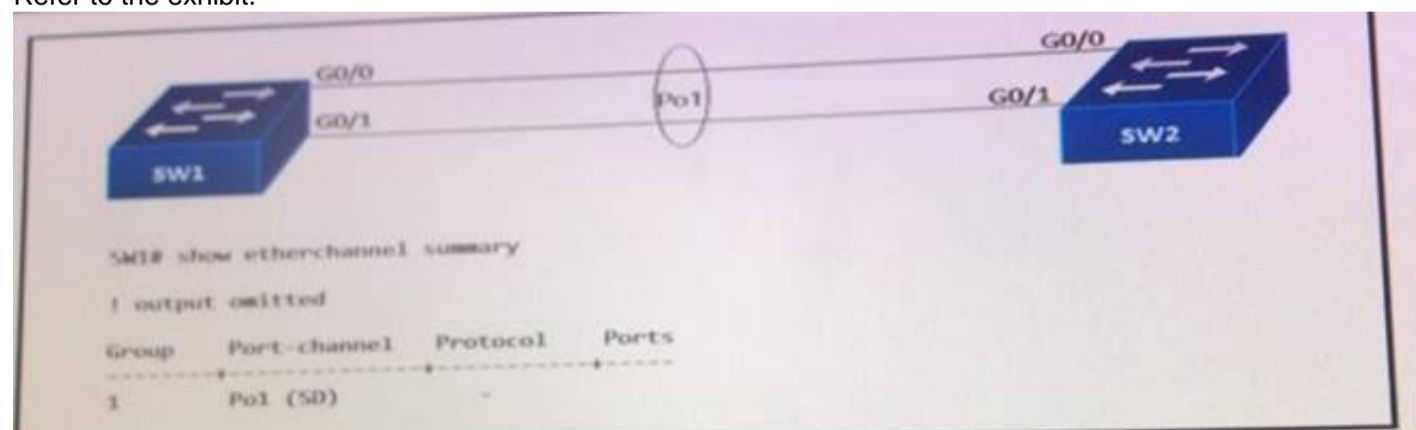 Refer to the exhibit.
G0/0
G0/0
Po1
G0/1
G0/1
SW1
SW2
SW1# show etherchannel summary
! output omitted
Group Port-channel Protocol Ports
--------+-------------+-----------+------
1 Po1 (SD) -